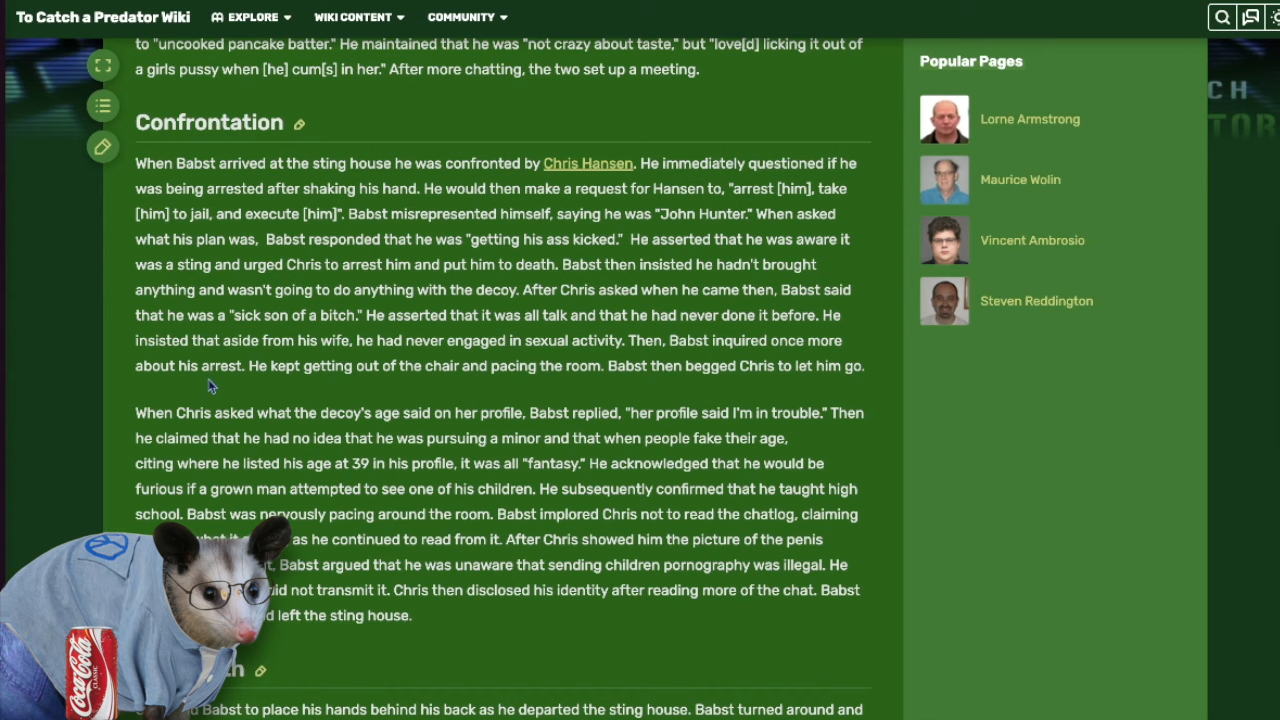 To Catch a Predator Wiki EXPLORE WIKI CONTENT COMMUNITY
to "uncooked pancake batter." He maintained that he was "not crazy about taste," but "love[d] licking it out of
a girls pussy when [he] cum[s] in her." After more chatting, the two set up a meeting.
Confrontation
When Babst arrived at the sting house he was confronted by Chris Hansen. He immediately questioned if he
was being arrested after shaking his hand. He would then make a request for Hansen to, "arrest [him], take
[him] to jail, and execute [him]". Babst misrepresented himself, saying he was "John Hunter." When asked
what his plan was, Babst responded that he was "getting his ass kicked." He asserted that he was aware it
was a sting and urged Chris to arrest him and put him to death. Babst then insisted he hadn't brought
anything and wasn't going to do anything with the decoy. After Chris asked when he came then, Babst said
that he was a "sick son of a bitch." He asserted that it was all talk and that he had never done it before. He
insisted that aside from his wife, he had never engaged in sexual activity. Then, Babst inquired once more
about his arrest. He kept getting out of the chair and pacing the room. Babst then begged Chris to let him go.
When Chris asked what the decoy's age said on her profile, Babst replied, "her profile said I'm in trouble." Then
he claimed that he had no idea that he was pursuing a minor and that when people fake their age,
citing where he listed his age at 39 in his profile, it was all "fantasy." He acknowledged that he would be
furious if a grown man attempted to see one of his children. He subsequently confirmed that he taught high
school. Babst was nervously pacing around the room. Babst implored Chris not to read the chatlog, claiming
as he continued to read from it. After Chris showed him the picture of the penis
Babst argued that he was unaware that sending children pornography was illegal. He
not transmit it. Chris then disclosed his identity after reading more of the chat. Babst
left the sting house.
Babst to place his hands behind his back as he departed the sting house. Babst turned around and
Popular Pages
Lorne Armstrong
Maurice Wolin
Vincent Ambrosio
Steven Reddington
CH
TOR
Coca-Cola
CLASSIC